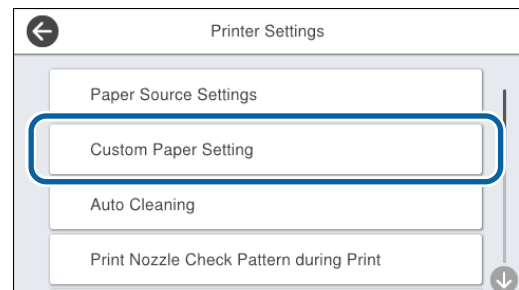 Printer Settings
Paper Source Settings
Custom Paper Setting
Auto Cleaning
Print Nozzle Check Pattern during Print